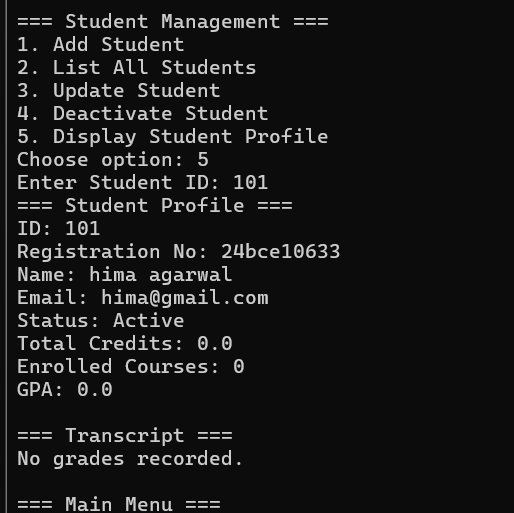 === Student Management ===
1. Add Student
2. List All Students
3. Update Student
4. Deactivate Student
5. Display Student Profile
Choose option: 5
Enter Student ID: 101
=== Student Profile ===
ID: 101
Registration No: 24bce10633
Name: hima agarwal
Email: hima@gmail.com
Status: Active
Total Credits: 0.0
Enrolled Courses: 0
GPA: 0.0
=== Transcript ===
No grades recorded.
=== Main Menu ===